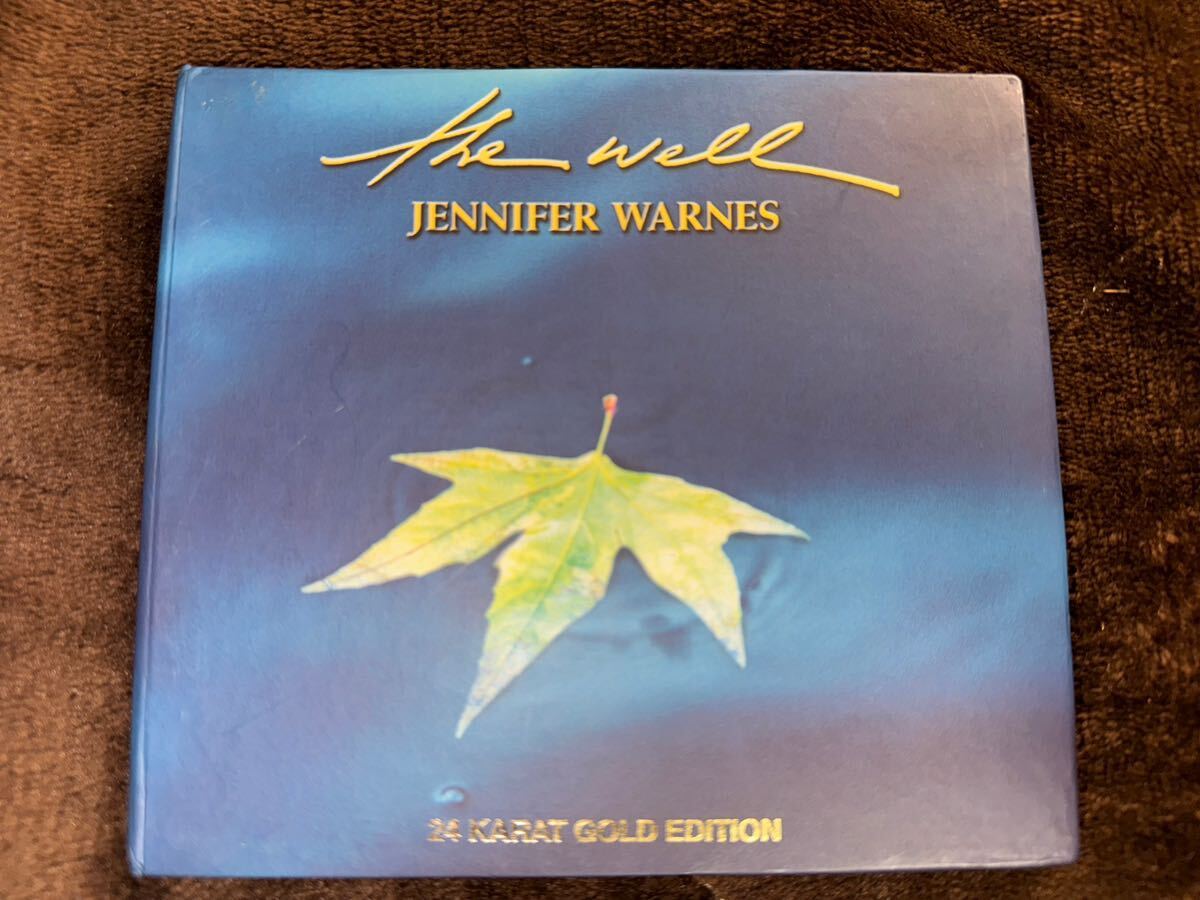 the well
JENNIFER WARNES
24 KARAT GOLD EDITION